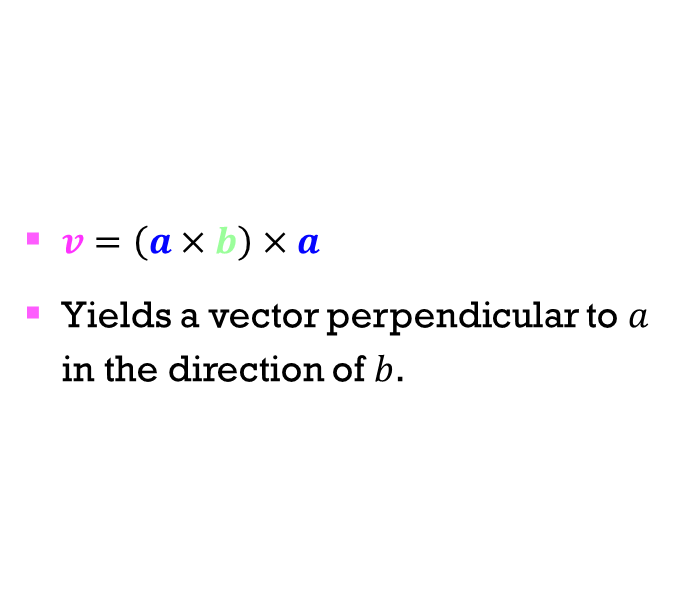 ▪ v = (a × b) × a
▪ Yields a vector perpendicular to a
in the direction of b.